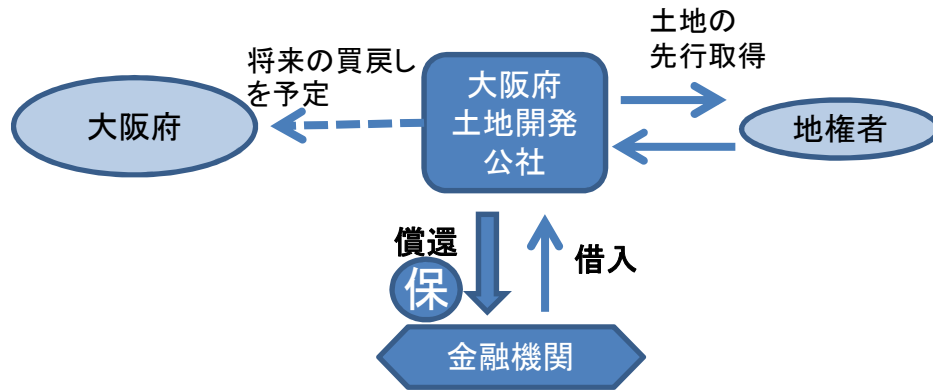 土地の
先行取得
将来の買戻し
を予定
大阪府
大阪府
土地開発
公社
地権者
償還
保
借入
金融機関